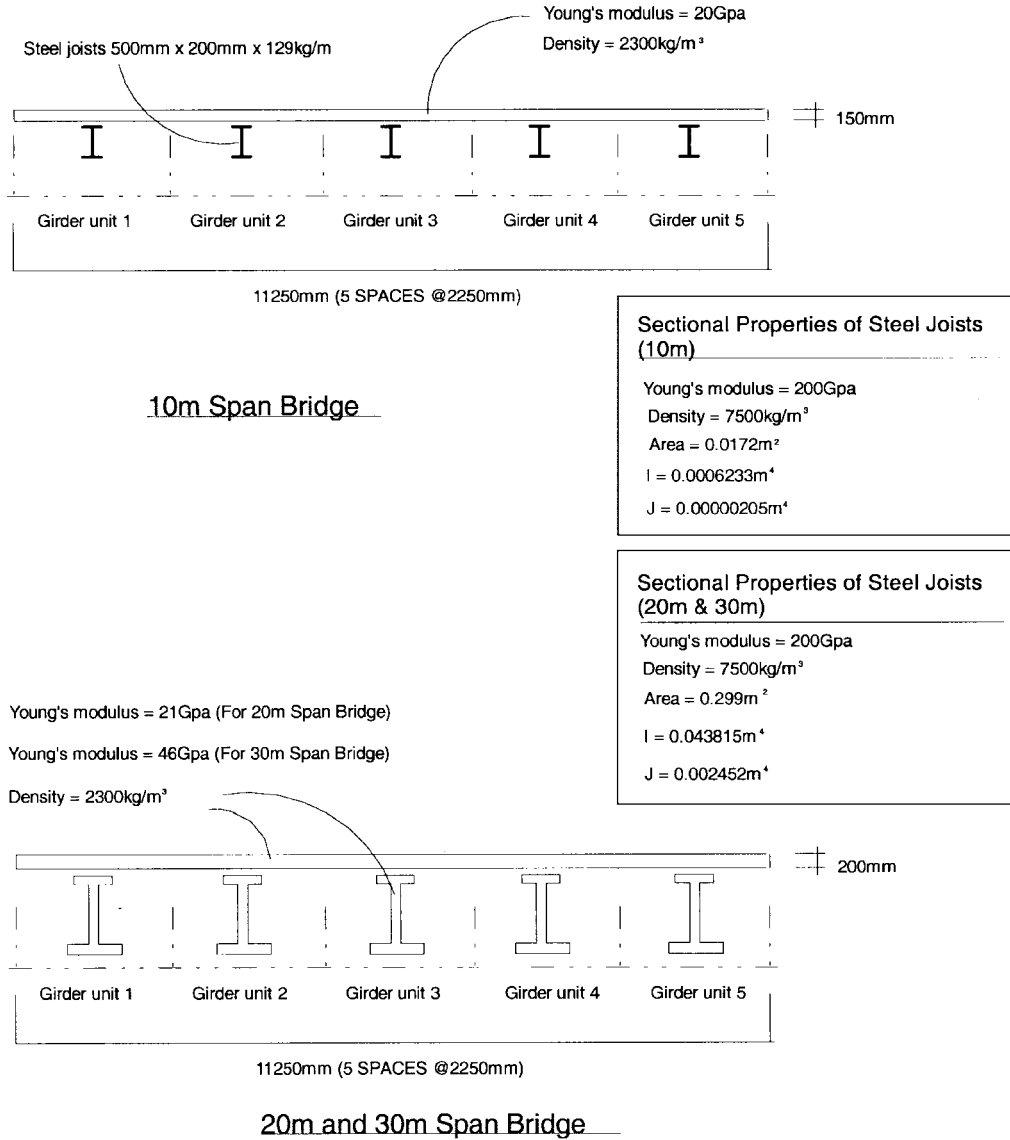 Young's modulus = 20Gpa
Steel joists 500mm x 200mm x 129kg/m
Density = 2300kg/m³
150mm
Girder unit 1 Girder unit 2 Girder unit 3 Girder unit 4 Girder unit 5
11250mm (5 SPACES @2250mm)
10m Span Bridge
Sectional Properties of Steel Joists
(10m)
Young's modulus = 200Gpa
Density = 7500kg/m³
Area = 0.0172m²
I = 0.0006233m⁴
J = 0.00000205m⁴
Sectional Properties of Steel Joists
(20m & 30m)
Young's modulus = 200Gpa
Density = 7500kg/m³
Area = 0.299m²
I = 0.043815m⁴
J = 0.002452m⁴
Young's modulus = 21Gpa (For 20m Span Bridge)
Young's modulus = 46Gpa (For 30m Span Bridge)
Density = 2300kg/m³
200mm
Girder unit 1 Girder unit 2 Girder unit 3 Girder unit 4 Girder unit 5
11250mm (5 SPACES @2250mm)
20m and 30m Span Bridge